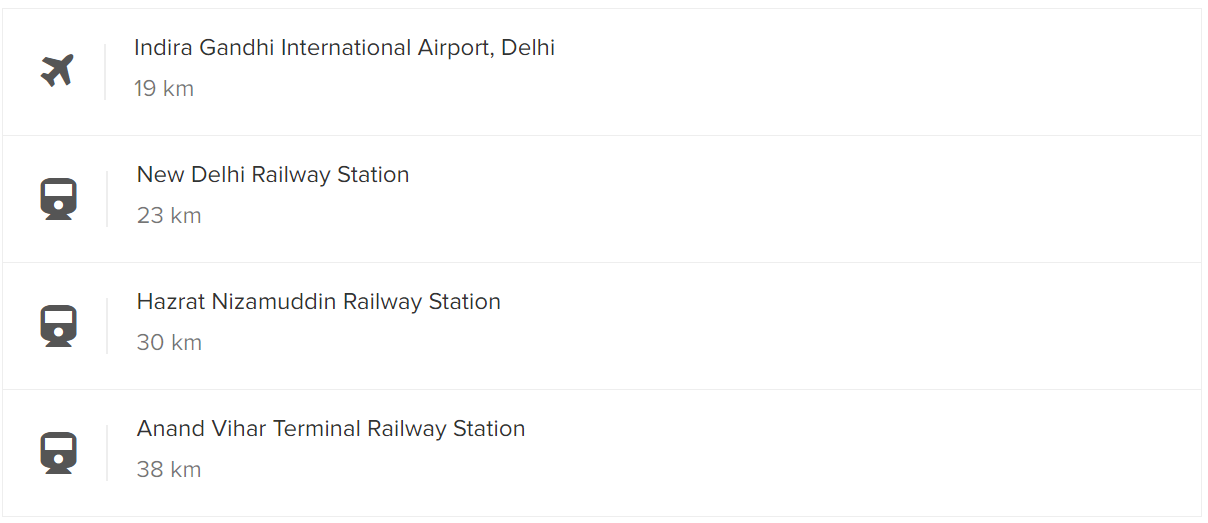 Indira Gandhi International Airport, Delhi
19 km
New Delhi Railway Station
23 km
Hazrat Nizamuddin Railway Station
30 km
Anand Vihar Terminal Railway Station
38 km